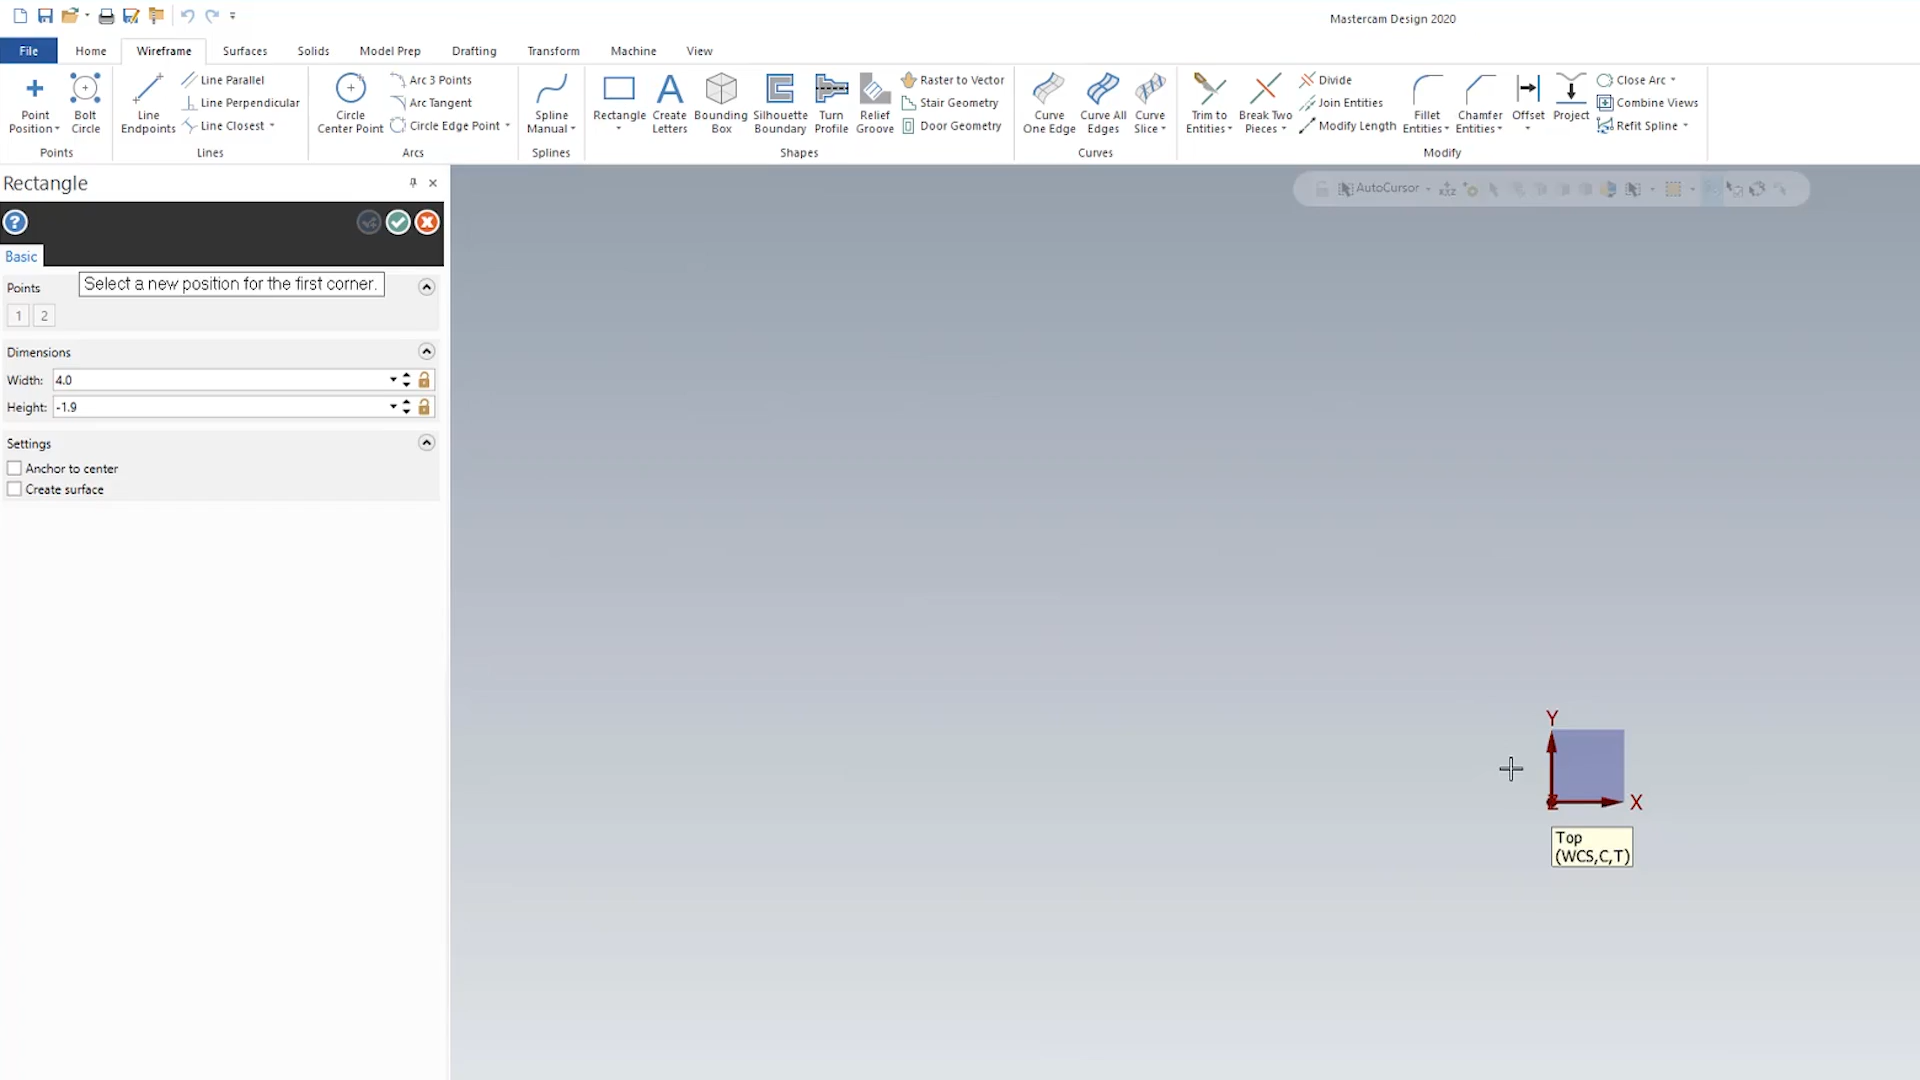 Mastercam Design 2020
File Home Wireframe Surfaces Solids Model Prep Drafting Transform Machine View
Point Position
Bolt Circle
Points
Line Endpoints
Line Parallel
Line Perpendicular
Line Closest
Lines
Circle Center Point
Arc 3 Points
Arc Tangent
Circle Edge Point
Arcs
Spline Manual
Splines
Rectangle
Create Letters
Bounding Box
Silhouette Boundary
Turn Profile
Relief Groove
Raster to Vector
Stair Geometry
Door Geometry
Shapes
Curve One Edge
Curve All Edges
Curve Slice
Curves
Trim to Entities
Break Two Pieces
Divide
Join Entities
Modify Length
Fillet Entities
Chamfer Entities
Offset
Project
Close Arc
Combine Views
Refit Spline
Modify
Rectangle
AutoCursor
Basic
Points
Select a new position for the first corner.
1 2
Dimensions
Width: 4.0
Height: -1.9
Settings
Anchor to center
Create surface
Y
Z
X
Top
(WCS,C,T)